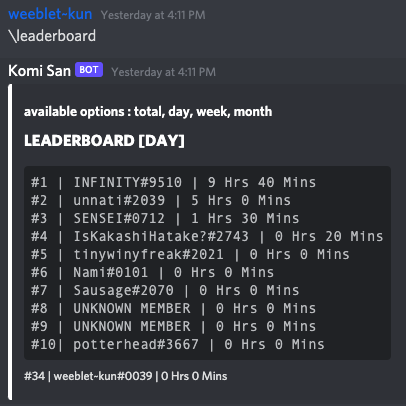 weeblet-kun Yesterday at 4:11 PM
\leaderboard
Komi San BOT Yesterday at 4:11 PM
available options : total, day, week, month
LEADERBOARD [DAY]
#1 | INFINITY#9510 | 9 Hrs 40 Mins
#2 | unnati#2039 | 5 Hrs 0 Mins
#3 | SENSEI#0712 | 1 Hrs 30 Mins
#4 | IsKakashiHatake?#2743 | 0 Hrs 20 Mins
#5 | tinywinyfreak#2021 | 0 Hrs 0 Mins
#6 | Nami#0101 | 0 Hrs 0 Mins
#7 | Sausage#2070 | 0 Hrs 0 Mins
#8 | UNKNOWN MEMBER | 0 Hrs 0 Mins
#9 | UNKNOWN MEMBER | 0 Hrs 0 Mins
#10| potterhead#3667 | 0 Hrs 0 Mins
#34 | weeblet-kun#0039 | 0 Hrs 0 Mins